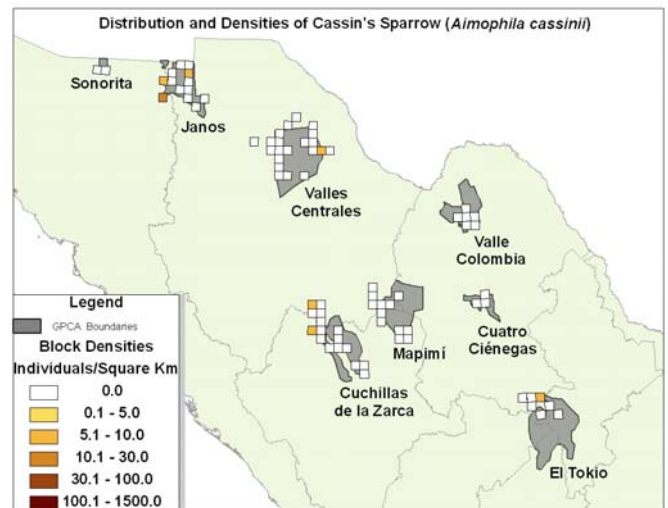 Distribution and Densities of Cassin's Sparrow (Aimophila cassinii)
Sonorita
Janos
Valles
Centrales
Valle
Colombia
Cuatro
Ciénegas
Mapimí
Cuchillas
de la Zarca
El Tokio
Legend
GPCA Boundaries
Block Densities
Individuals/Square Km
0.0
0.1 - 5.0
5.1 - 10.0
10.1 - 30.0
30.1 - 100.0
100.1 - 1500.0